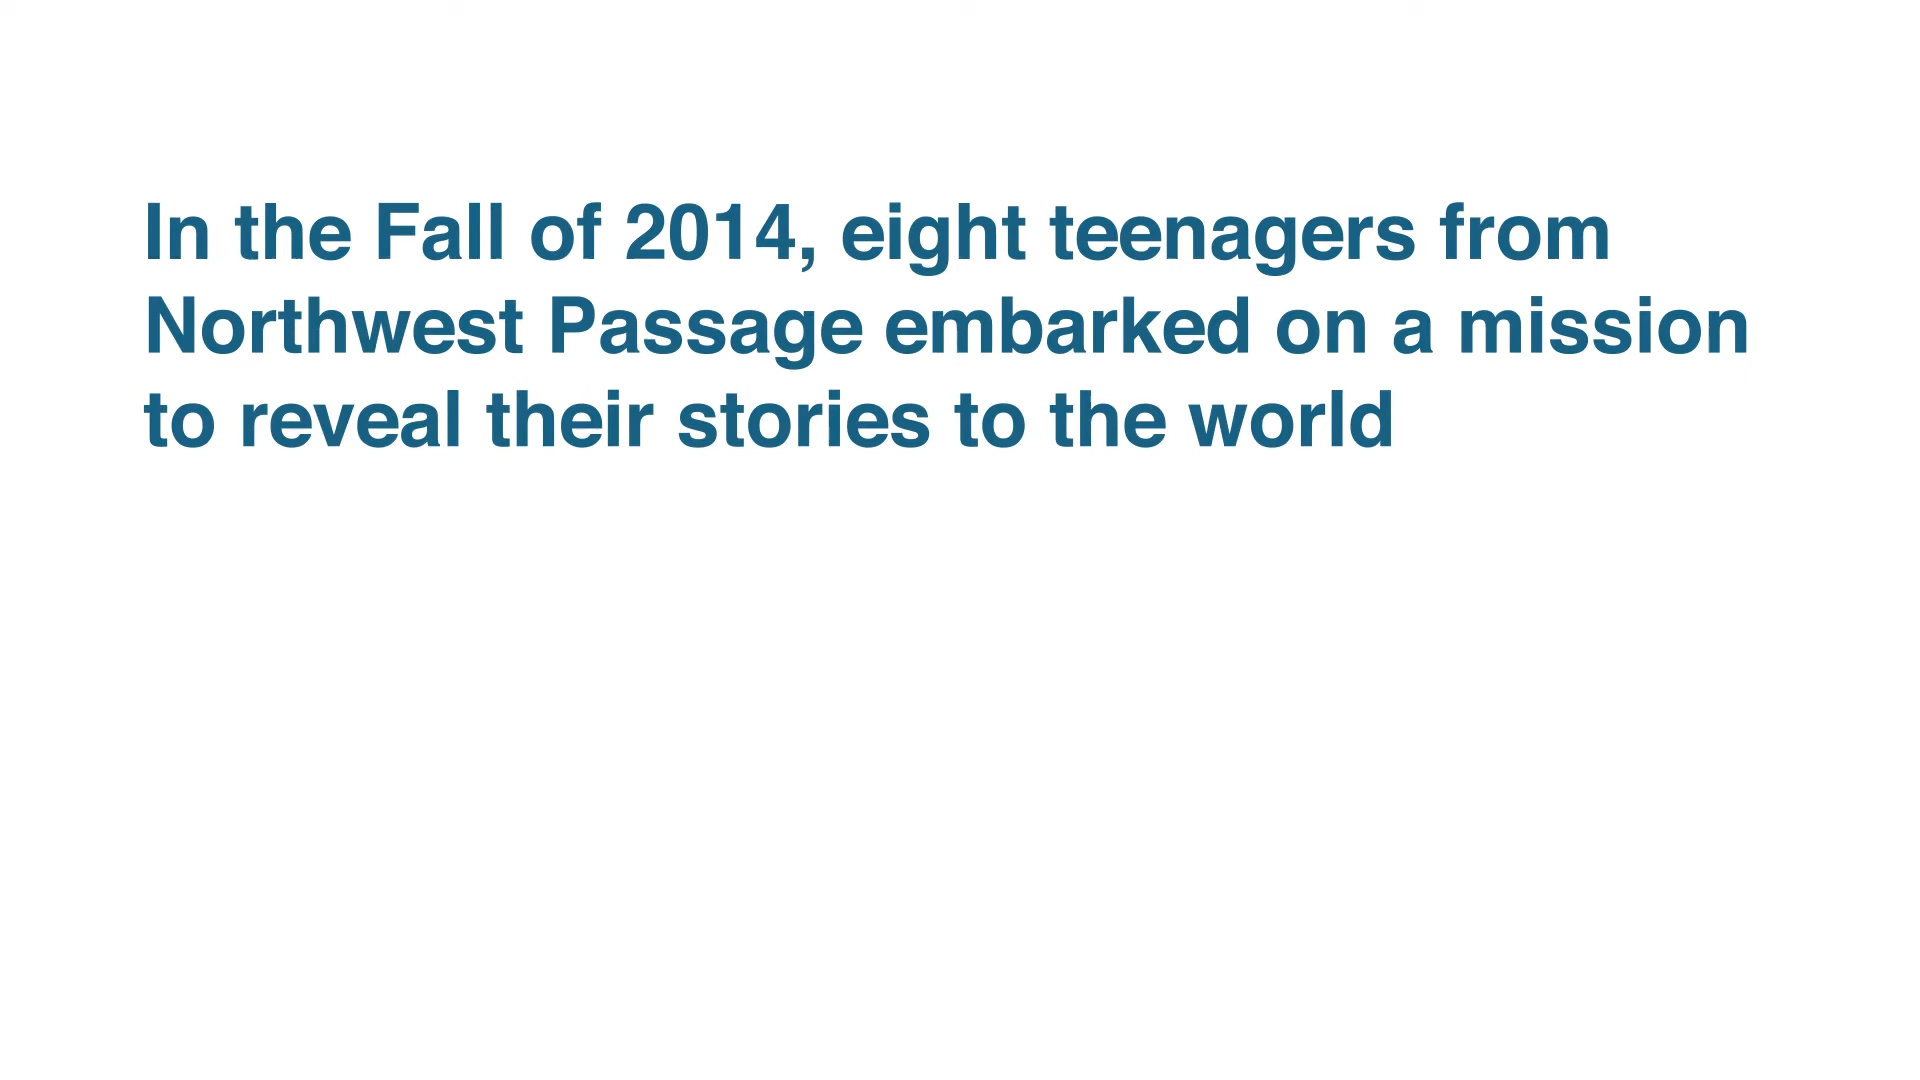 In the Fall of 2014, eight teenagers from
Northwest Passage embarked on a mission
to reveal their stories to the world